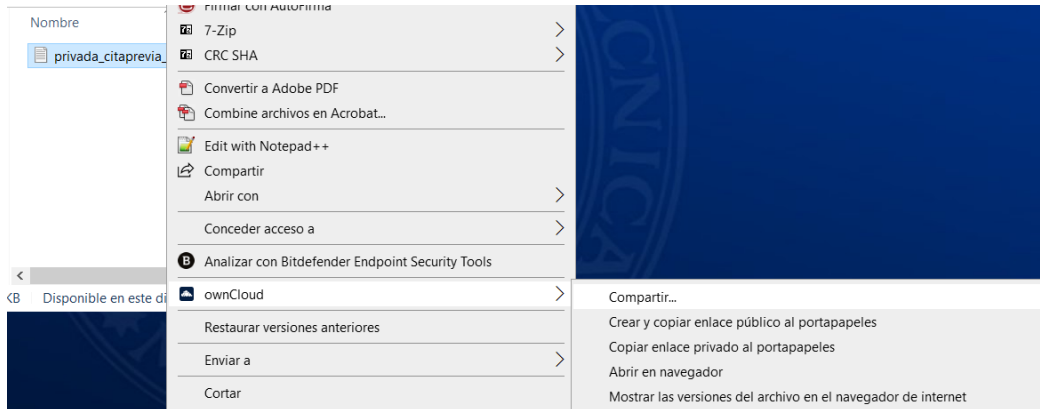 Nombre
privada_citaprevia_
KB Disponible en este di
Firmar con AutoFirma
7-Zip
CRC SHA
Convertir a Adobe PDF
Combine archivos en Acrobat...
Edit with Notepad++
Compartir
Abrir con
Conceder acceso a
Analizar con Bitdefender Endpoint Security Tools
ownCloud
Restaurar versiones anteriores
Enviar a
Cortar
Compartir...
Crear y copiar enlace público al portapapeles
Copiar enlace privado al portapapeles
Abrir en navegador
Mostrar las versiones del archivo en el navegador de internet
CNICA